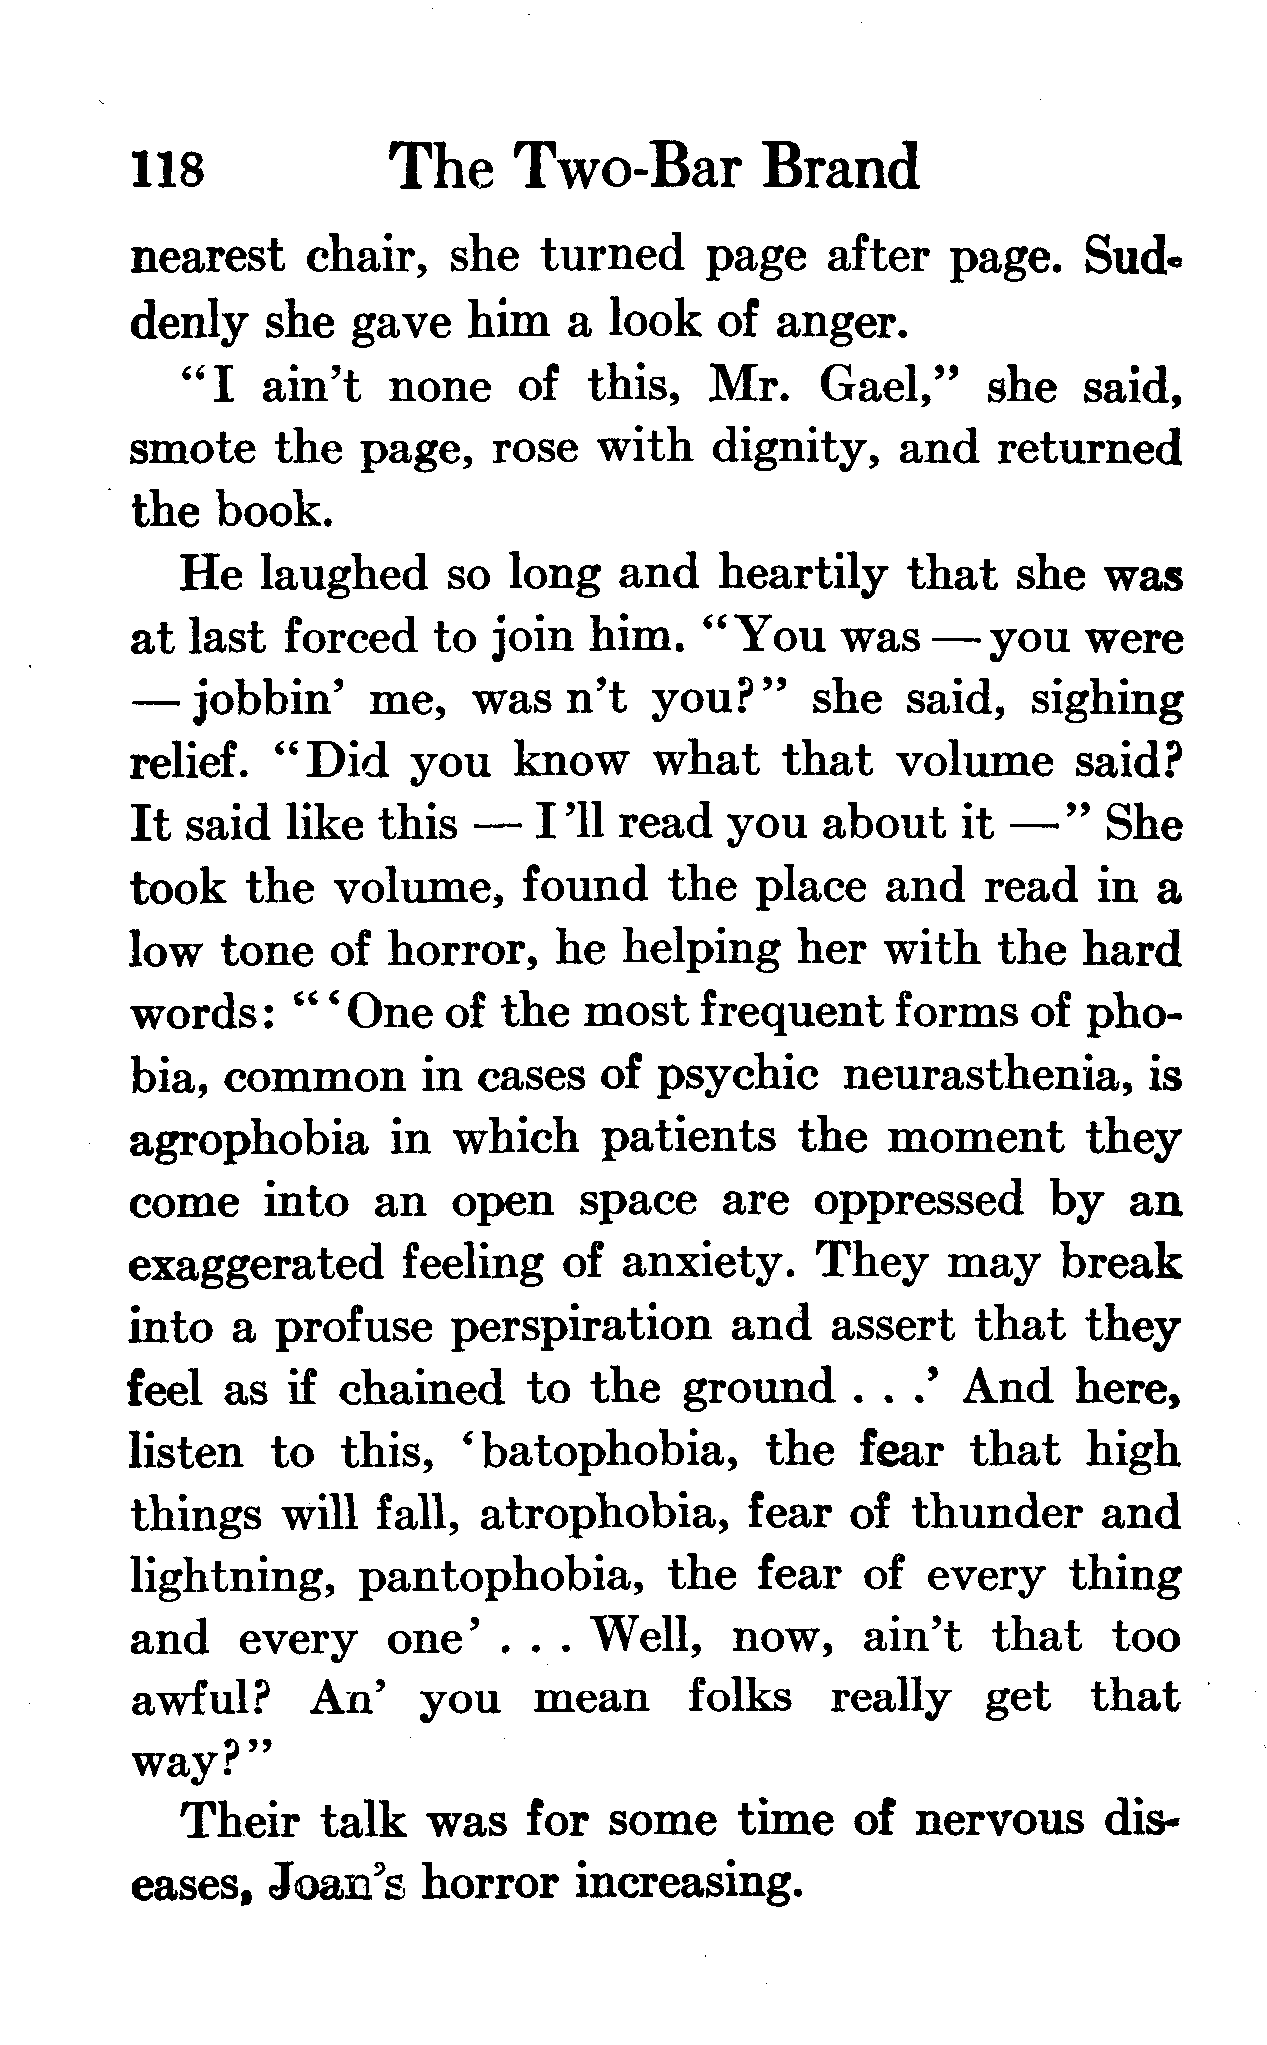 118 The Two-Bar Brand
nearest chair, she turned page after page. Sud-
denly she gave him a look of anger.
"I ain't none of this, Mr. Gael," she said,
smote the page, rose with dignity, and returned
the book.
He laughed so long and heartily that she was
at last forced to join him. "You was — you were
— jobbin' me, was n't you?" she said, sighing
relief. "Did you know what that volume said?
It said like this — I 'll read you about it —" She
took the volume, found the place and read in a
low tone of horror, he helping her with the hard
words: "'One of the most frequent forms of pho-
bia, common in cases of psychic neurasthenia, is
agrophobia in which patients the moment they
come into an open space are oppressed by an
exaggerated feeling of anxiety. They may break
into a profuse perspiration and assert that they
feel as if chained to the ground . . .' And here,
listen to this, 'batophobia, the fear that high
things will fall, atrophobia, fear of thunder and
lightning, pantophobia, the fear of every thing
and every one' . . . Well, now, ain't that too
awful? An' you mean folks really get that
way?"
Their talk was for some time of nervous dis-
eases, Joan's horror increasing.